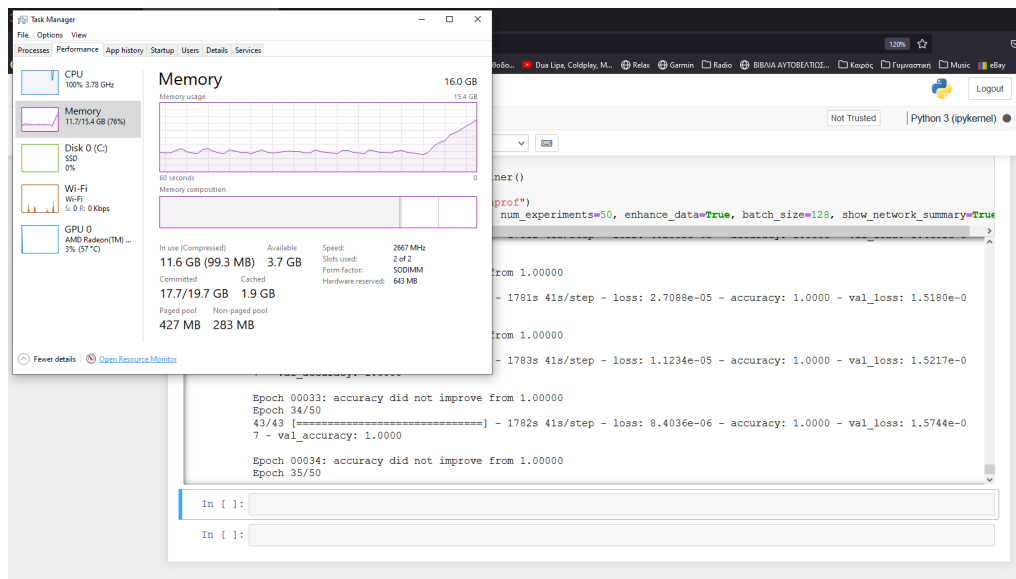 Task Manager
File Options View
Processes Performance App history Startup Users Details Services
CPU
100% 3.78 GHz
Memory
11.7/15.4 GB (76%)
Disk 0 (C:)
SSD
0%
Wi-Fi
Wi-Fi
S: 0 R: 0 Kbps
GPU 0
AMD Radeon(TM) ...
3% (57 °C)
Memory 16.0 GB
Memory usage 15.4 GB
60 seconds 0
Memory composition
In use (Compressed) Available
11.6 GB (99.3 MB) 3.7 GB
Committed Cached
17.7/19.7 GB 1.9 GB
Paged pool Non-paged pool
427 MB 283 MB
Speed: 2667 MHz
Slots used: 2 of 2
Form factor: SODIMM
Hardware reserved: 643 MB
Fewer details Open Resource Monitor
120%
Dua Lipa, Coldplay, M... Relax Garmin Radio ΒΙΒΛΙΑ ΑΥΤΟΒΕΛΤΙΩΣ... Καιρός Γυμναστική Music eBay
Logout
Not Trusted Python 3 (ipykernel)
iner()
nprof")
num_experiments=50, enhance_data=True, batch_size=128, show_network_summary=True
from 1.00000
- 1781s 41s/step - loss: 2.7088e-05 - accuracy: 1.0000 - val_loss: 1.5180e-0
from 1.00000
- 1783s 41s/step - loss: 1.1234e-05 - accuracy: 1.0000 - val_loss: 1.5217e-0
7 - val_accuracy: 1.0000
Epoch 00033: accuracy did not improve from 1.00000
Epoch 34/50
43/43 [==============================] - 1782s 41s/step - loss: 8.4036e-06 - accuracy: 1.0000 - val_loss: 1.5744e-0
7 - val_accuracy: 1.0000
Epoch 00034: accuracy did not improve from 1.00000
Epoch 35/50
In [ ]:
In [ ]: